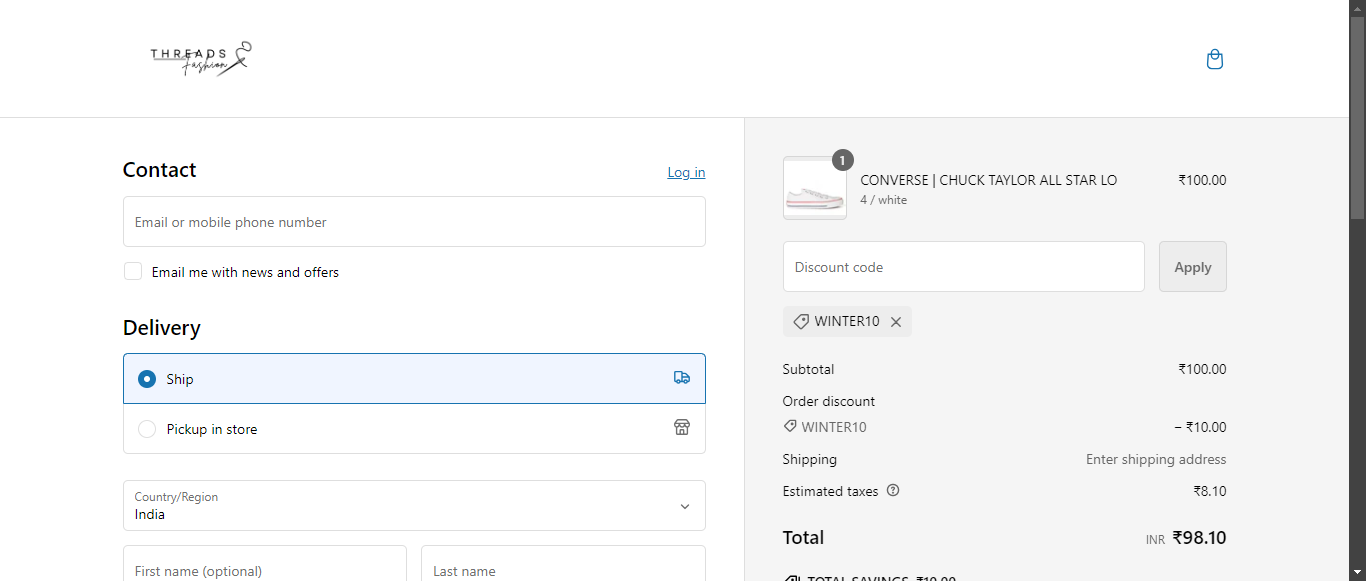 THREADS
Fashion
Contact
Log in
Email or mobile phone number
Email me with news and offers
Delivery
Ship
Pickup in store
Country/Region
India
First name (optional)
Last name
1
CONVERSE | CHUCK TAYLOR ALL STAR LO
₹100.00
4 / white
Discount code
Apply
WINTER10
Subtotal
₹100.00
Order discount
WINTER10
− ₹10.00
Shipping
Enter shipping address
Estimated taxes
₹8.10
Total
INR ₹98.10
TOTAL SAVINGS ₹10.00